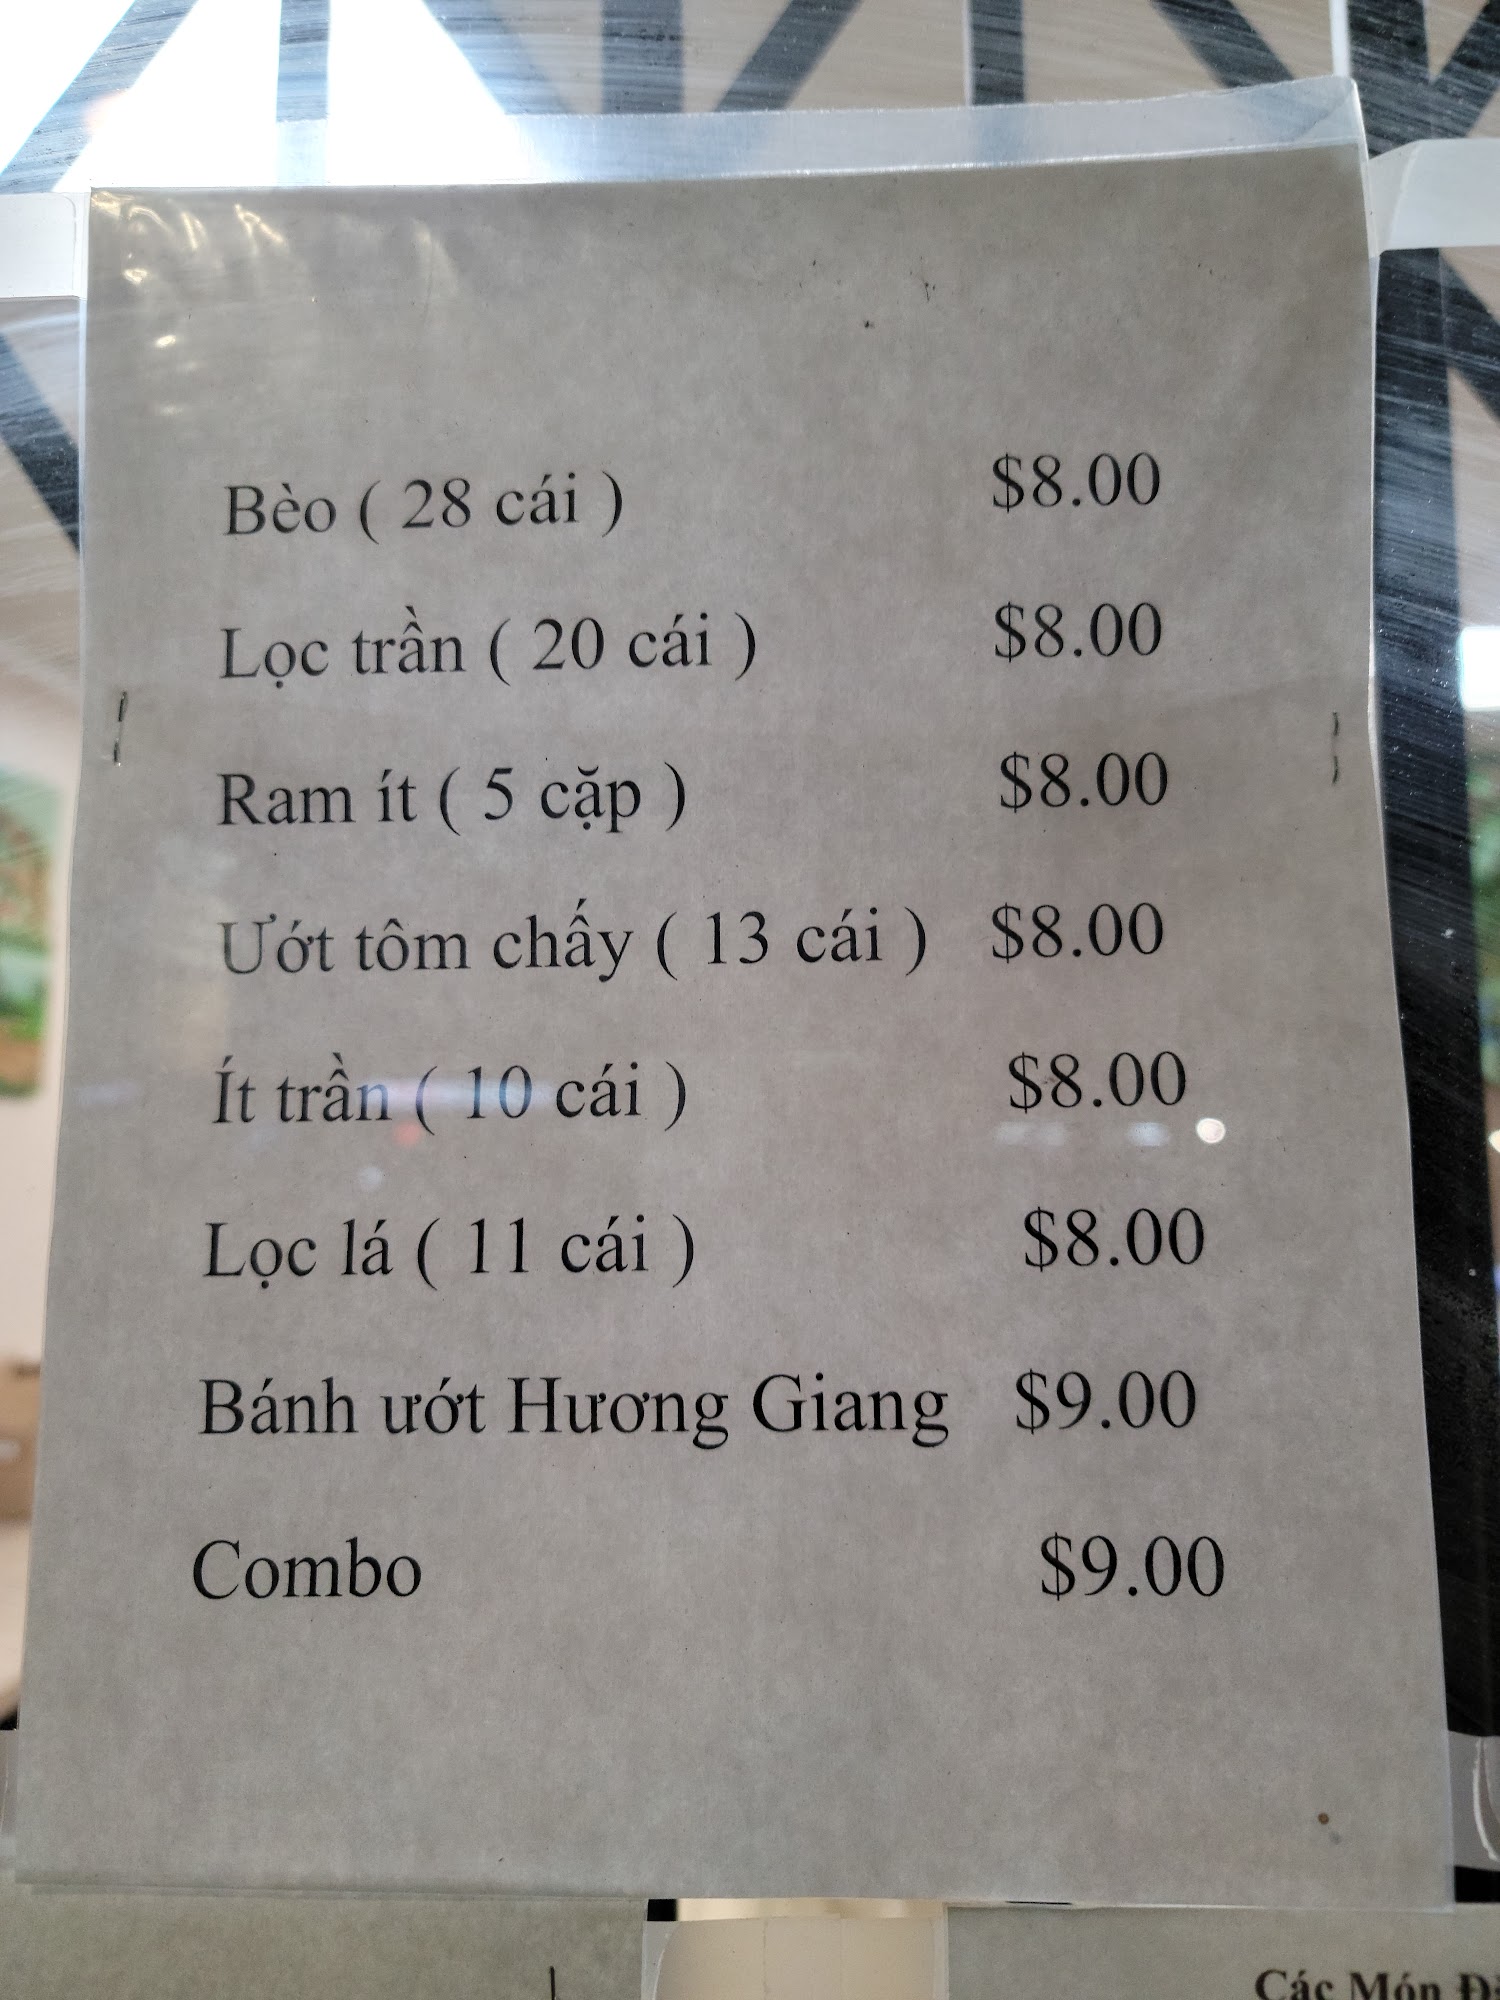 Bèo ( 28 cái ) $8.00
Lọc trần ( 20 cái ) $8.00
Ram ít ( 5 cặp ) $8.00
Ướt tôm chấy ( 13 cái ) $8.00
Ít trần ( 10 cái ) $8.00
Lọc lá ( 11 cái ) $8.00
Bánh ướt Hương Giang $9.00
Combo $9.00
Các Món